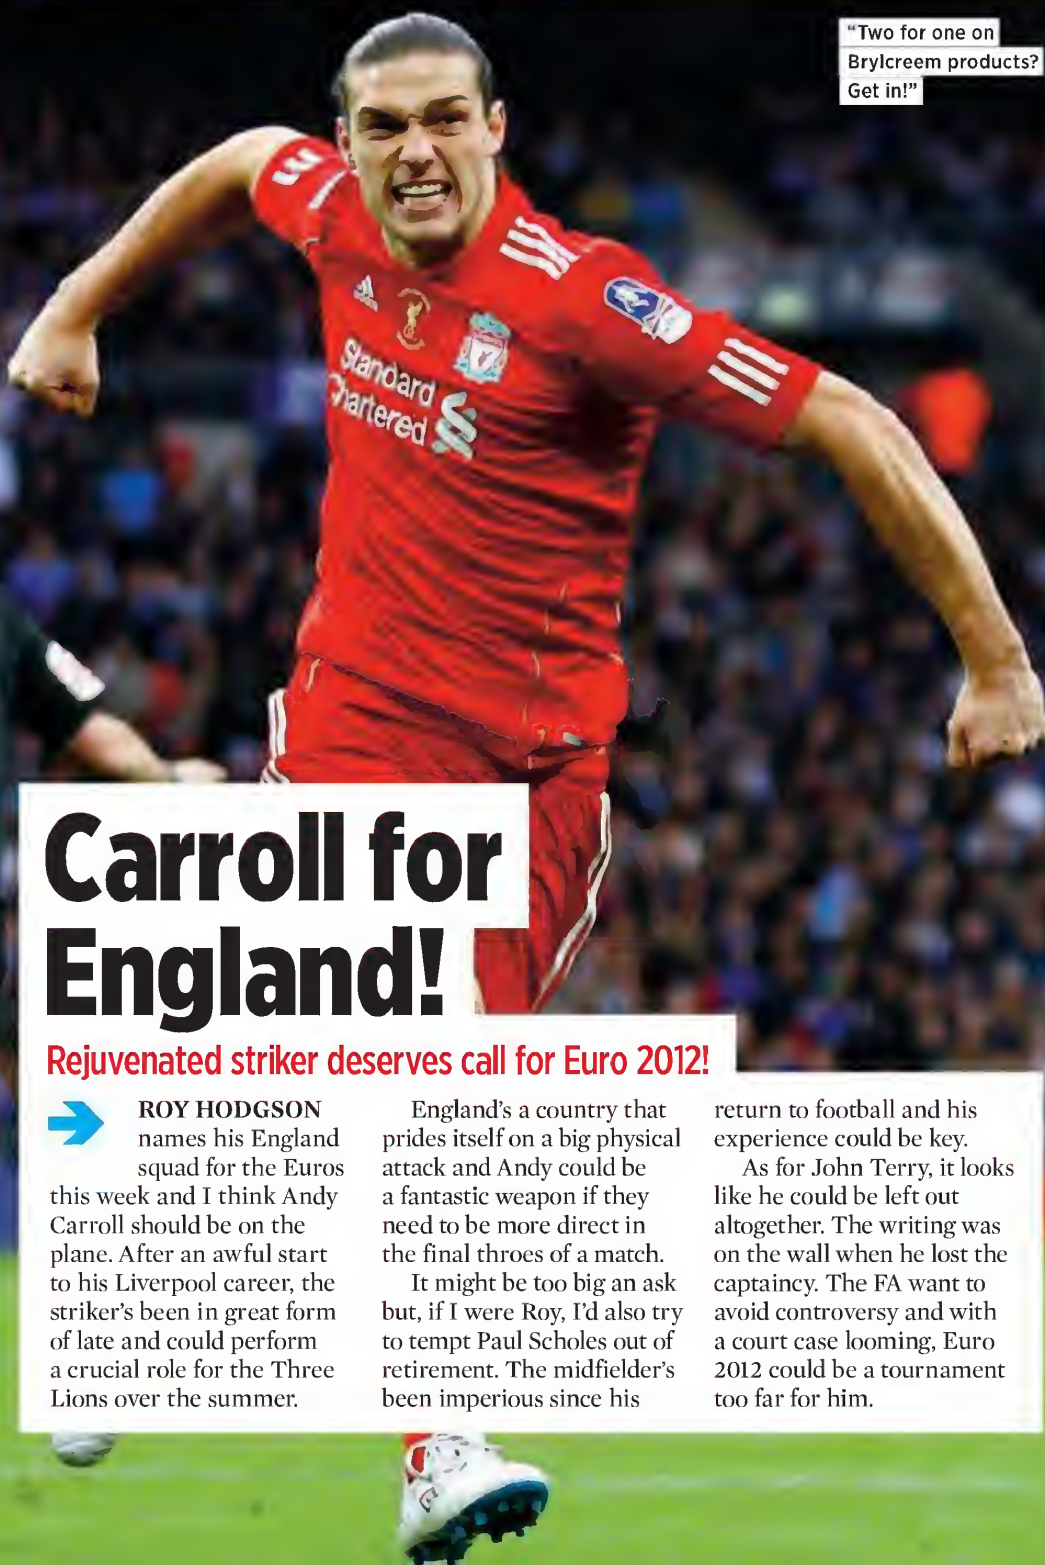 "Two for one on
Brylcreem products?
Get in!"
adidas
Standard
Chartered
Carroll for
England!
Rejuvenated striker deserves call for Euro 2012!
ROY HODGSON
names his England
squad for the Euros
this week and I think Andy
Carroll should be on the
plane. After an awful start
to his Liverpool career, the
striker's been in great form
of late and could perform
a crucial role for the Three
Lions over the summer.
England's a country that
prides itself on a big physical
attack and Andy could be
a fantastic weapon if they
need to be more direct in
the final throes of a match.
It might be too big an ask
but, if I were Roy, I'd also try
to tempt Paul Scholes out of
retirement. The midfielder's
been imperious since his
return to football and his
experience could be key.
As for John Terry, it looks
like he could be left out
altogether. The writing was
on the wall when he lost the
captaincy. The FA want to
avoid controversy and with
a court case looming, Euro
2012 could be a tournament
too far for him.